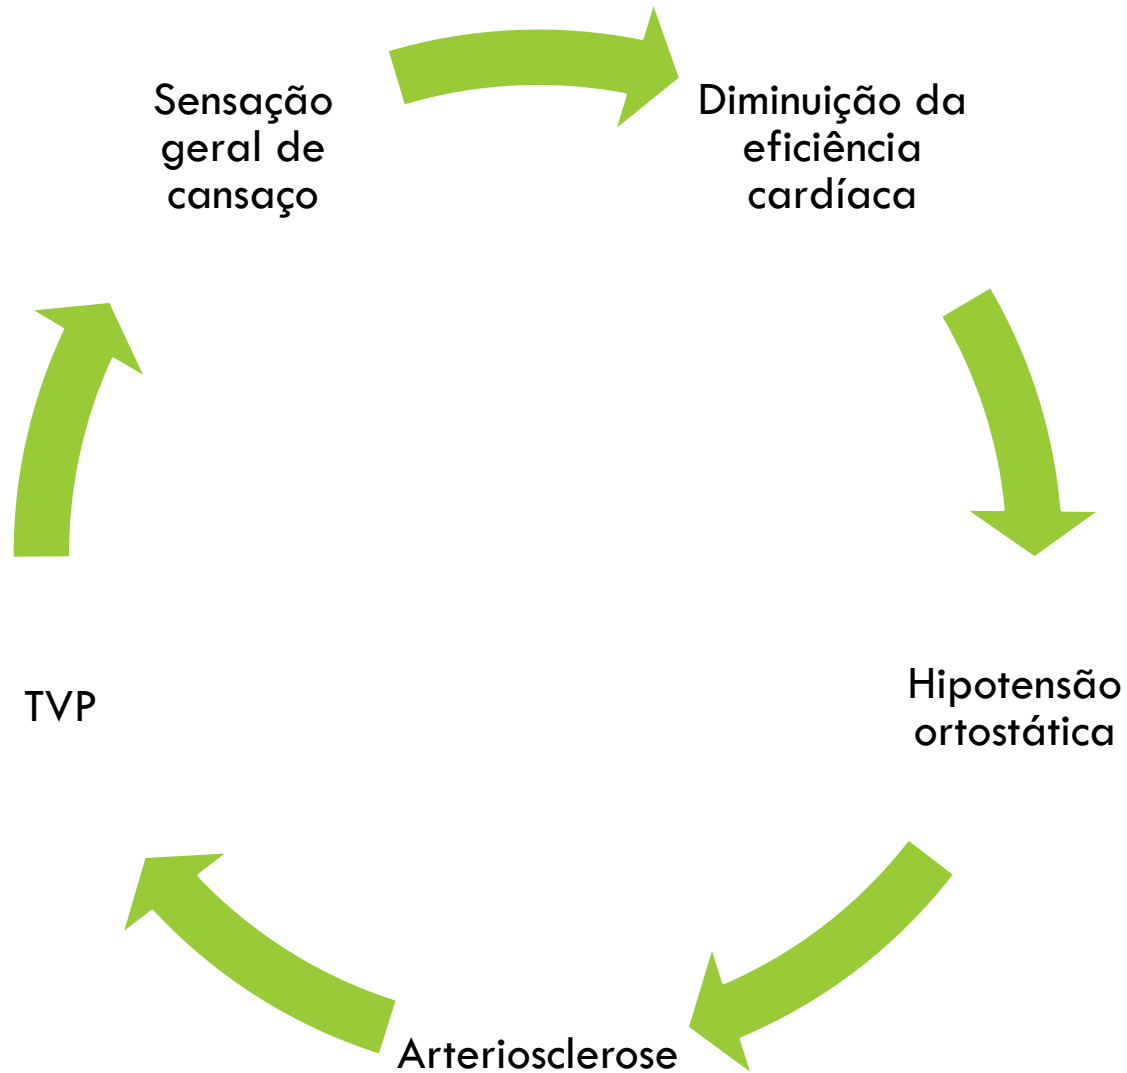 Sensação
geral de
cansaço
Diminuição da
eficiência
cardíaca
Hipotensão
ortostática
Arteriosclerose
TVP